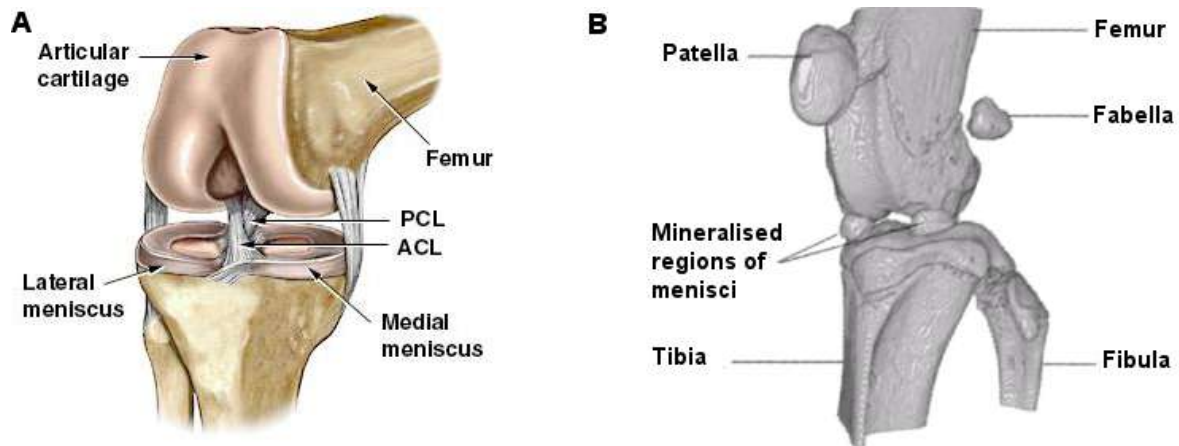 A
Articular
cartilage
Femur
PCL
ACL
Lateral
meniscus
Medial
meniscus
B
Patella
Femur
Fabella
Mineralised
regions of
menisci
Tibia
Fibula